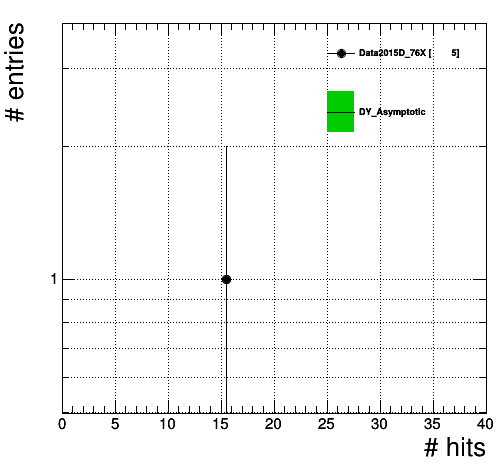 # entries
Data2015D_76X [ 5]
DY_Asymptotic
1
0 5 10 15 20 25 30 35 40
# hits